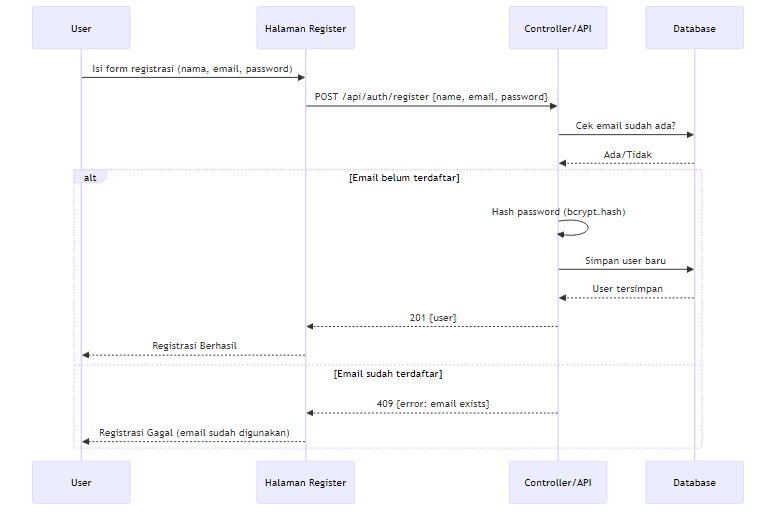 User
Halaman Register
Controller/API
Database
Isi form registrasi (nama, email, password)
POST /api/auth/register {name, email, password}
Cek email sudah ada?
Ada/Tidak
alt
[Email belum terdaftar]
Hash password (bcrypt.hash)
Simpan user baru
User tersimpan
201 {user}
Registrasi Berhasil
[Email sudah terdaftar]
409 {error: email exists}
Registrasi Gagal (email sudah digunakan)
User
Halaman Register
Controller/API
Database